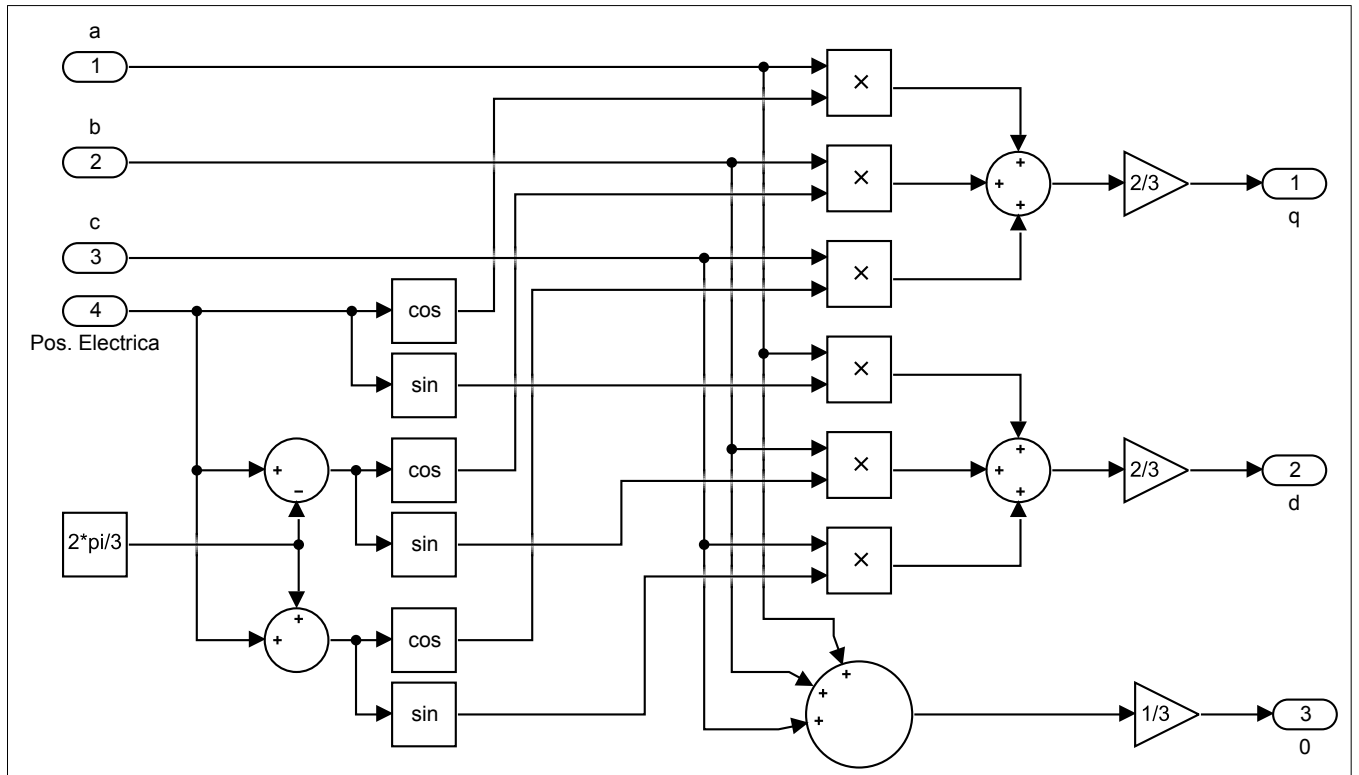 a
1
×
b
2
×
+
+
+
2/3
1
q
c
3
×
4
cos
Pos. Electrica
×
sin
+
−
cos
×
+
+
+
2/3
2
d
2*pi/3
sin
×
+
+
cos
+
+
+
sin
1/3
3
0